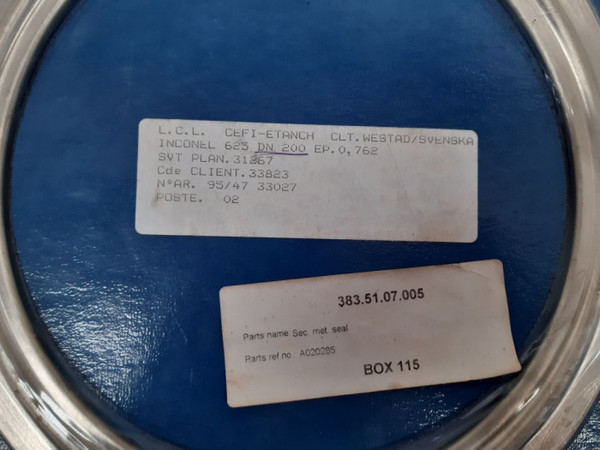 L.C.L. CEFI-ETANCH CLT.WESTAD/SVENSKA
INCONEL 625 DN 200 EP.0,762
SVT PLAN.31267
Cde CLIENT.33823
N°AR. 95/47 33027
POSTE. 02
383.51.07.005
Parts name Sec. met. seal
Parts ref no. A020285
BOX 115